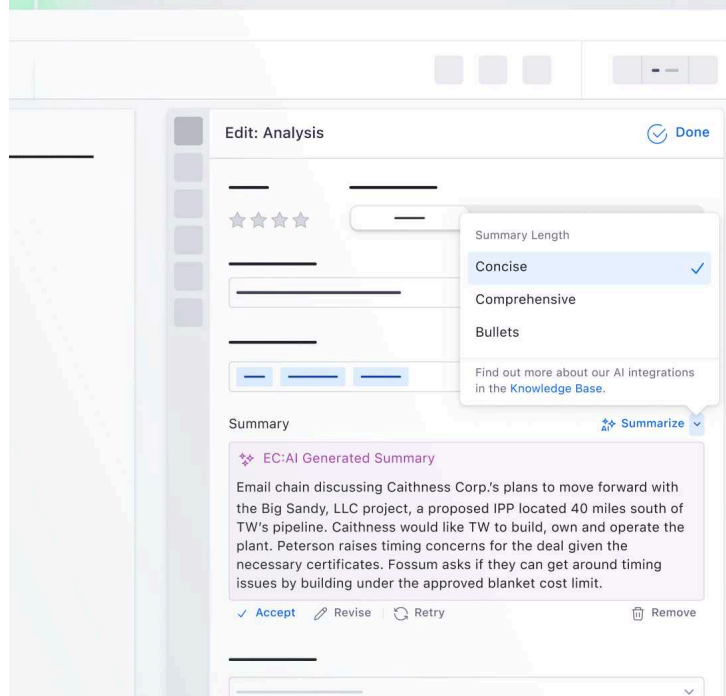 Edit: Analysis
Done
Summary Length
Concise
Comprehensive
Bullets
Find out more about our AI integrations
in the Knowledge Base.
Summary
AI Summarize
EC:AI Generated Summary
Email chain discussing Caithness Corp.'s plans to move forward with
the Big Sandy, LLC project, a proposed IPP located 40 miles south of
TW's pipeline. Caithness would like TW to build, own and operate the
plant. Peterson raises timing concerns for the deal given the
necessary certificates. Fossum asks if they can get around timing
issues by building under the approved blanket cost limit.
Accept Revise Retry Remove